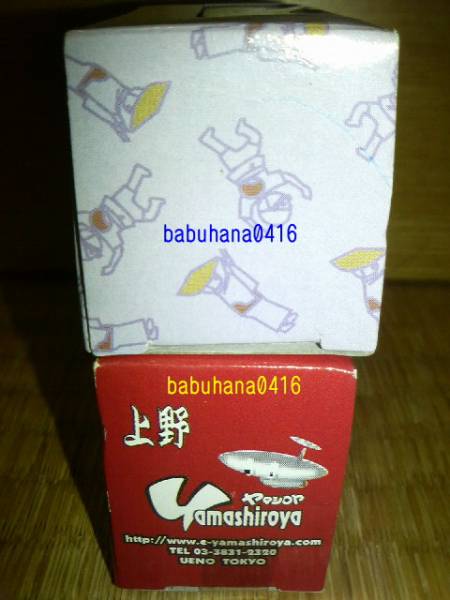 babuhana0416
babuhana0416
上野
ヤマシロヤ
Yamashiroya
http://www.e-yamashiroya.com
TEL 03-3831-2320
UENO TOKYO